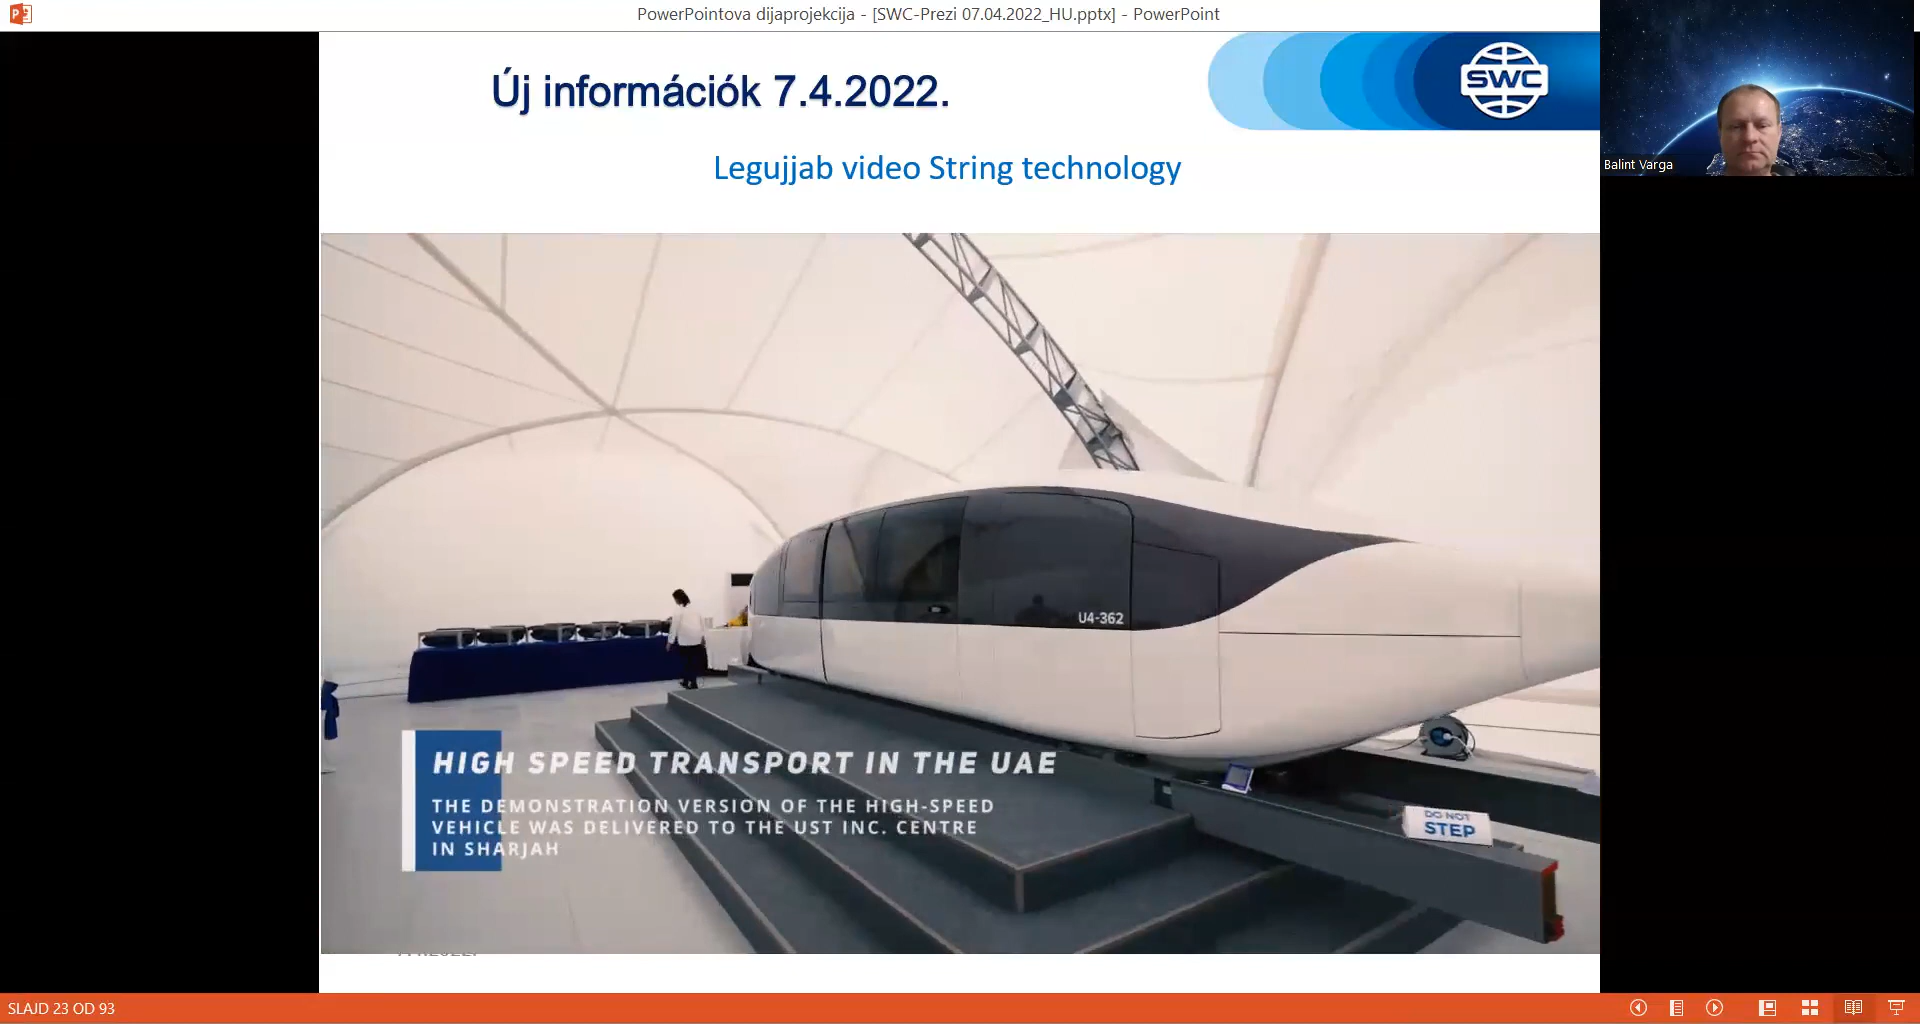 PowerPointova dijaprojekcija - [SWC-Prezi 07.04.2022_HU.pptx] - PowerPoint
Új információk 7.4.2022.
SWC
Balint Varga
Legujjab video String technology
U4-362
HIGH SPEED TRANSPORT IN THE UAE
THE DEMONSTRATION VERSION OF THE HIGH-SPEED
VEHICLE WAS DELIVERED TO THE UST INC. CENTRE
IN SHARJAH
DO NOT
STEP
SLAJD 23 OD 93